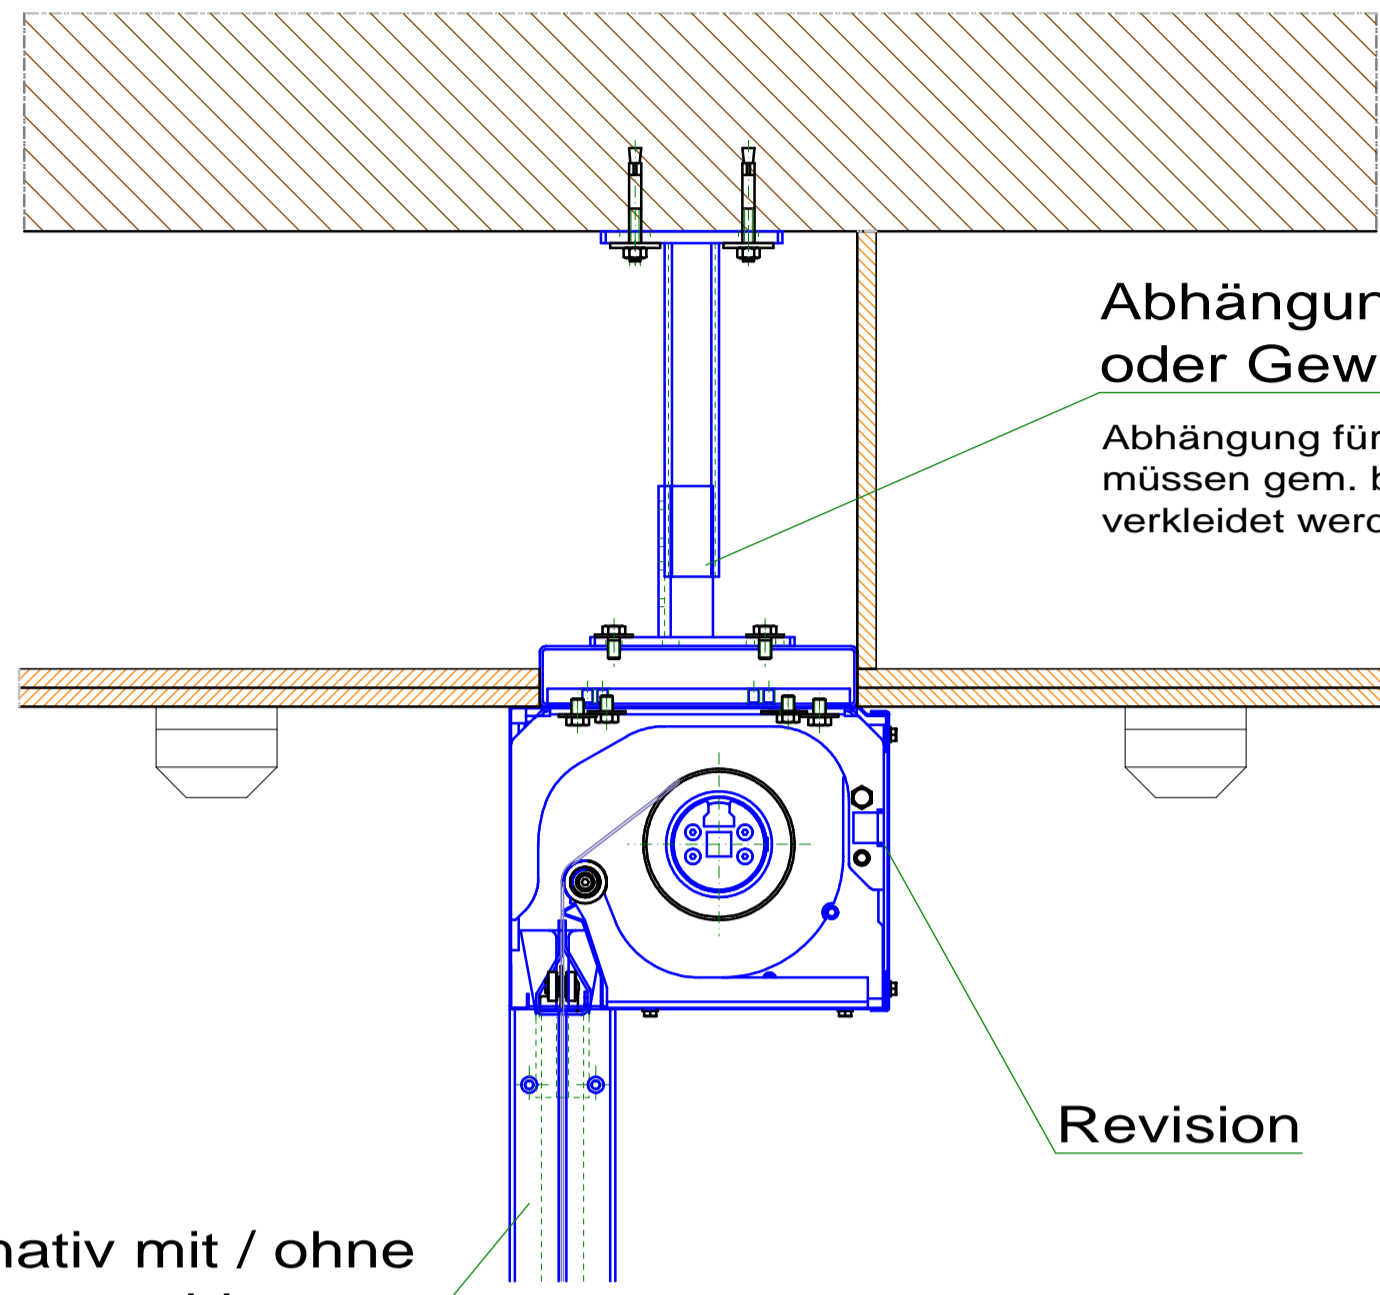 Abhängun
oder Gew
Abhängung für
müssen gem. b
verkleidet werd
Revision
nativ mit / ohne